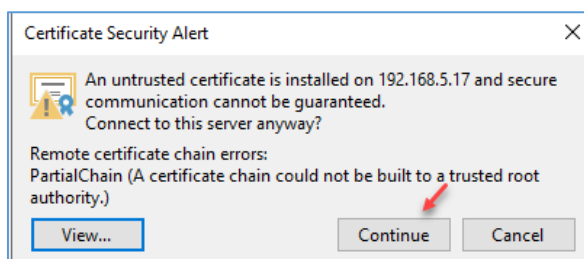 Certificate Security Alert
An untrusted certificate is installed on 192.168.5.17 and secure
communication cannot be guaranteed.
Connect to this server anyway?
Remote certificate chain errors:
PartialChain (A certificate chain could not be built to a trusted root
authority.)
View... Continue Cancel